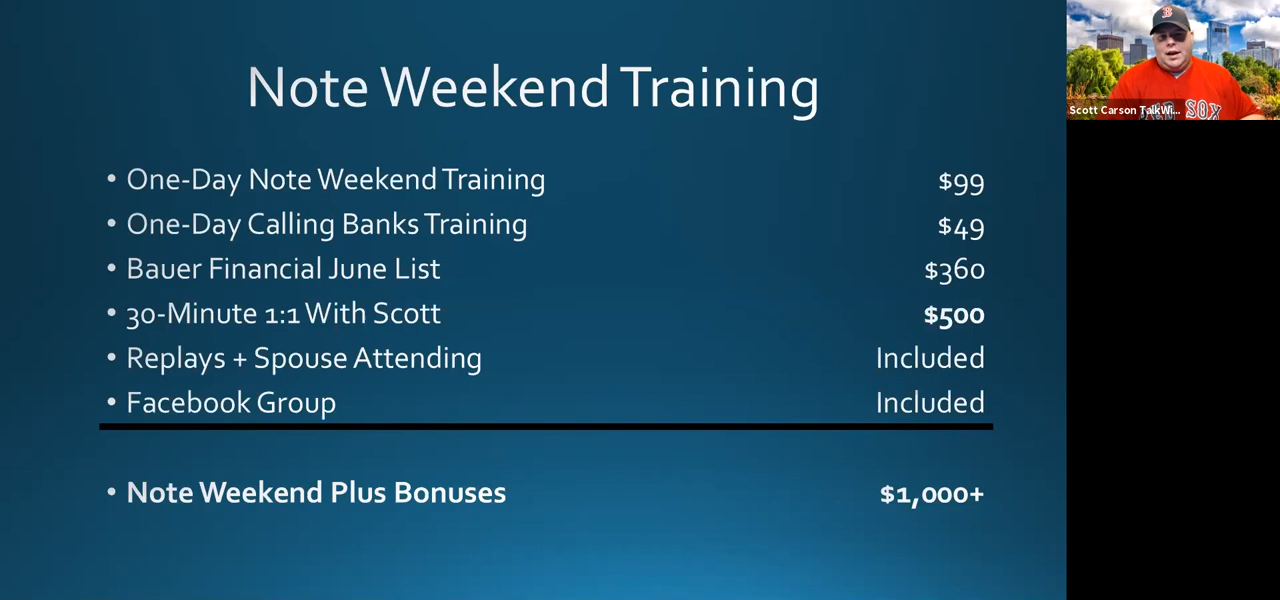 Note Weekend Training
• One-Day Note Weekend Training $99
• One-Day Calling Banks Training $49
• Bauer Financial June List $360
• 30-Minute 1:1 With Scott $500
• Replays + Spouse Attending Included
• Facebook Group Included
• Note Weekend Plus Bonuses $1,000+
B
Scott Carson TalkWi...
RED SOX